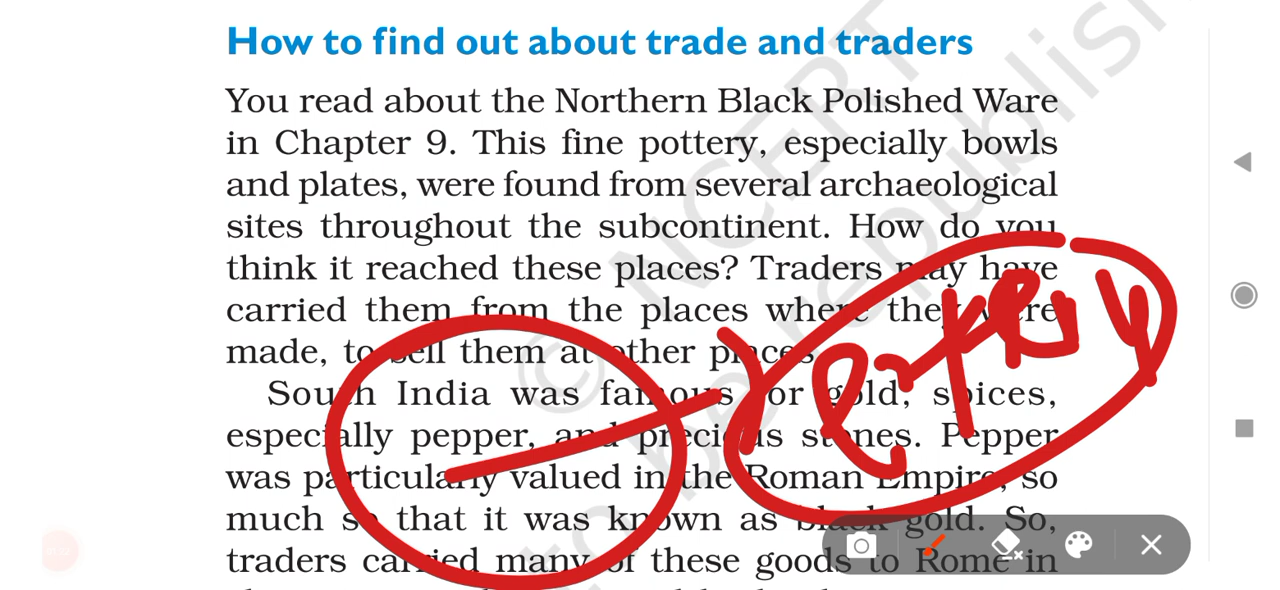 How to find out about trade and traders
You read about the Northern Black Polished Ware
in Chapter 9. This fine pottery, especially bowls
and plates, were found from several archaeological
sites throughout the subcontinent. How do you
think it reached these places? Traders may have
carried them from the places where they were
made, to sell them at other places.
South India was famous for gold, spices,
especially pepper, and precious stones. Pepper
was particularly valued in the Roman Empire, so
much so that it was known as black gold. So,
traders carried many of these goods to Rome in
© NCERT
not to be republished